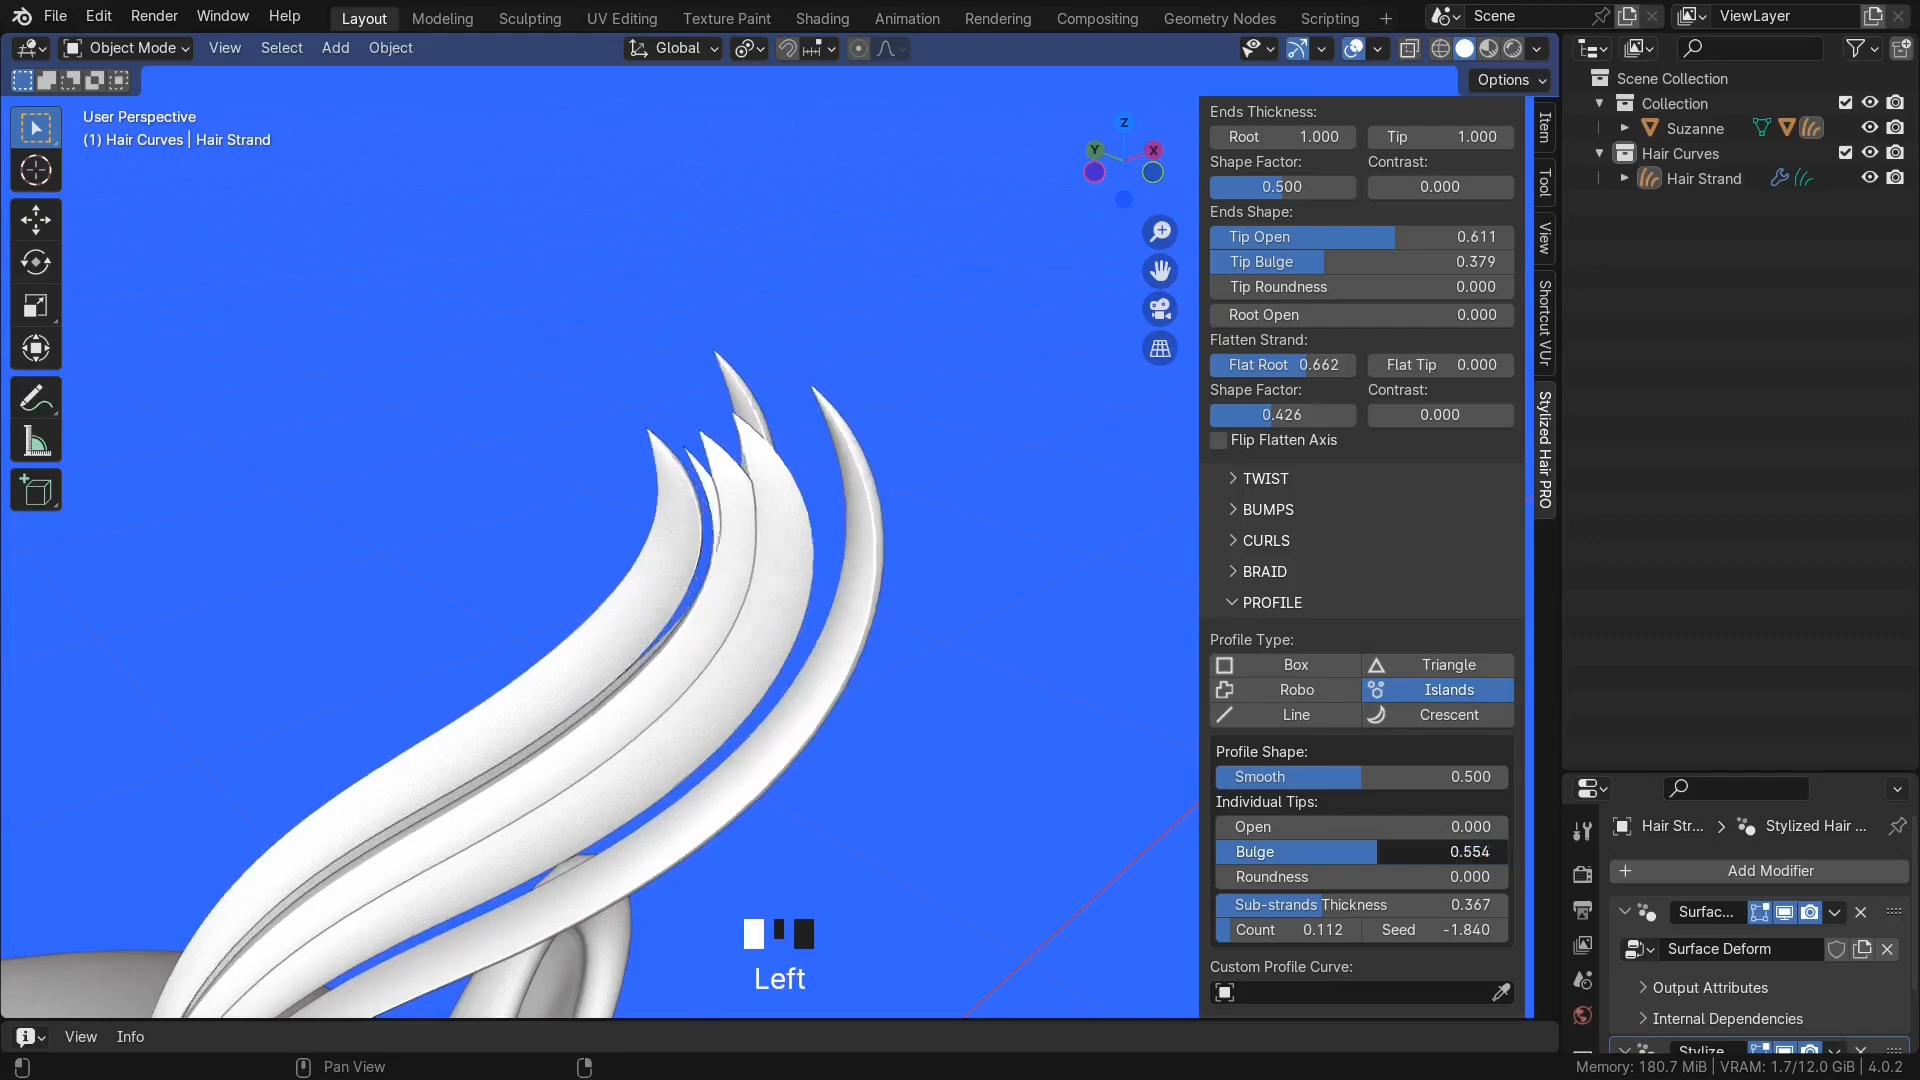 File Edit Render Window Help Layout Modeling Sculpting UV Editing Texture Paint Shading Animation Rendering Compositing Geometry Nodes Scripting + Scene ViewLayer
Object Mode View Select Add Object Global
Options
User Perspective
(1) Hair Curves | Hair Strand
Z
Y X
Ends Thickness:
Root 1.000 Tip 1.000
Shape Factor: Contrast:
0.500 0.000
Ends Shape:
Tip Open 0.611
Tip Bulge 0.379
Tip Roundness 0.000
Root Open 0.000
Flatten Strand:
Flat Root 0.662 Flat Tip 0.000
Shape Factor: Contrast:
0.426 0.000
Flip Flatten Axis
TWIST
BUMPS
CURLS
BRAID
PROFILE
Profile Type:
Box Triangle
Robo Islands
Line Crescent
Profile Shape:
Smooth 0.500
Individual Tips:
Open 0.000
Bulge 0.554
Roundness 0.000
Sub-strands Thickness 0.367
Count 0.112 Seed -1.840
Custom Profile Curve:
Item
Tool
View
Shortcut VUr
Stylized Hair PRO
Scene Collection
Collection
Suzanne
Hair Curves
Hair Strand
Hair Str... Stylized Hair ...
Add Modifier
Surfac...
Surface Deform
Output Attributes
Internal Dependencies
Stylize
Left
View Info
Pan View
Memory: 180.7 MiB | VRAM: 1.7/12.0 GiB | 4.0.2